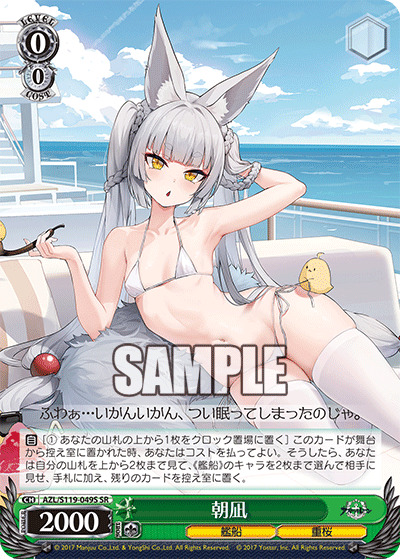 LEVEL
0
0
COST
SAMPLE
ふわぁ…いかんいかん、つい眠ってしまったのじゃ。
自 [① あなたの山札の上から1枚をクロック置場に置く] このカードが舞台
から控え室に置かれた時、あなたはコストを払ってよい。そうしたら、あなた
は自分の山札を上から2枚まで見て、《艦船》のキャラを2枚まで選んで相手に
見せ、手札に加え、残りのカードを控え室に置く。
CH AZL/S119-049S SR
2000
朝凪
艦船
重桜
© 2017 Manjuu Co.,Ltd. & YongShi Co.,Ltd. All Rights Reserved. © 2017 Yostar, Inc. All Rights Reserved.